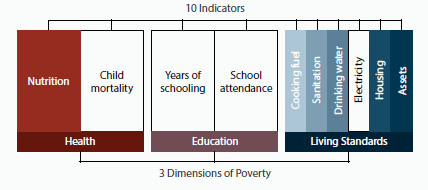 10 Indicators
Nutrition
Child
mortality
Years of
schooling
School
attendance
Cooking fuel
Sanitation
Drinking water
Electricity
Housing
Assets
Health
Education
Living Standards
3 Dimensions of Poverty